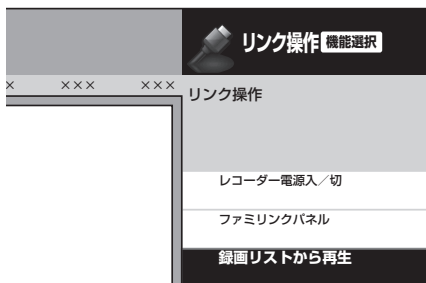 リンク操作 機能選択
× ××× ×××
リンク操作
レコーダー電源入／切
ファミリンクパネル
録画リストから再生